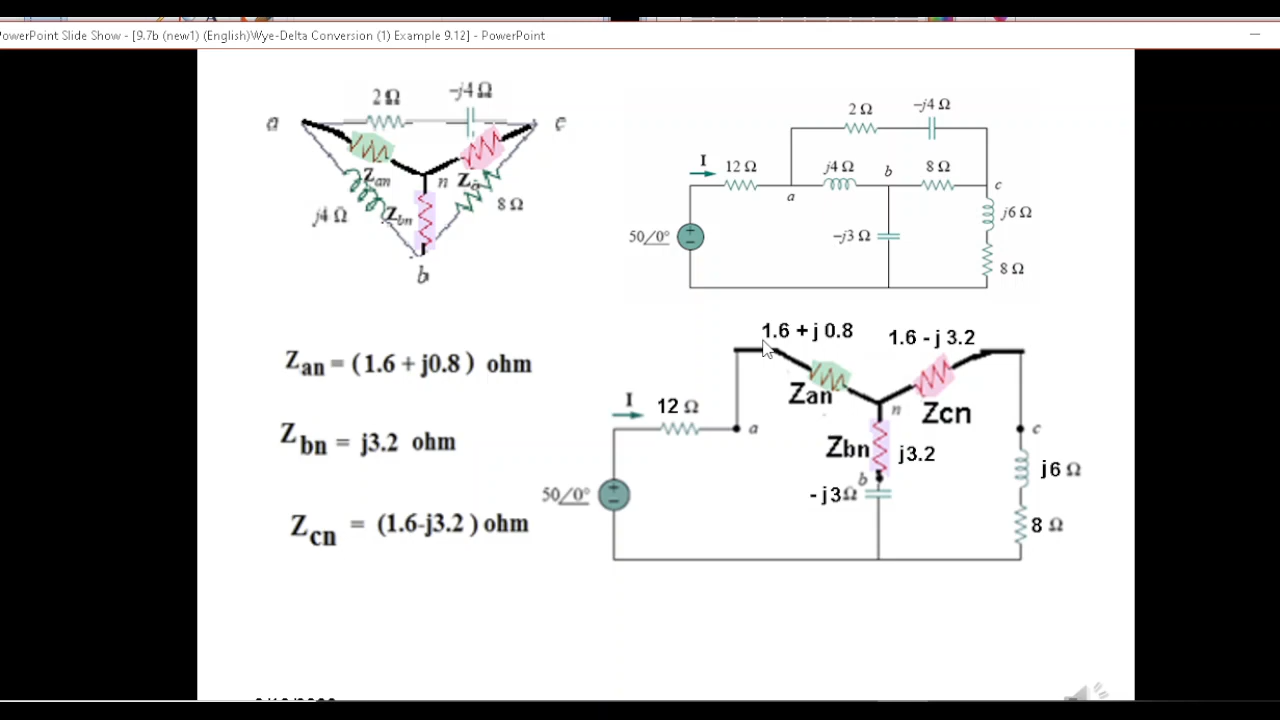 PowerPoint Slide Show - [9.7b (new1) (English)Wye-Delta Conversion (1) Example 9.12] - PowerPoint
2 Ω
-j4 Ω
a
c
Zan
n
j4 Ω
Zbn
8 Ω
b
2 Ω
-j4 Ω
I
12 Ω
j4 Ω
b
8 Ω
a
c
j6 Ω
50/0°
-j3 Ω
8 Ω
Zan = (1.6 + j0.8 ) ohm
Zbn = j3.2 ohm
Zcn = (1.6-j3.2 ) ohm
1.6 + j 0.8
1.6 - j 3.2
I
12 Ω
Zan
n
Zcn
a
c
Zbn
j3.2
b
j6 Ω
50/0°
- j3Ω
8 Ω